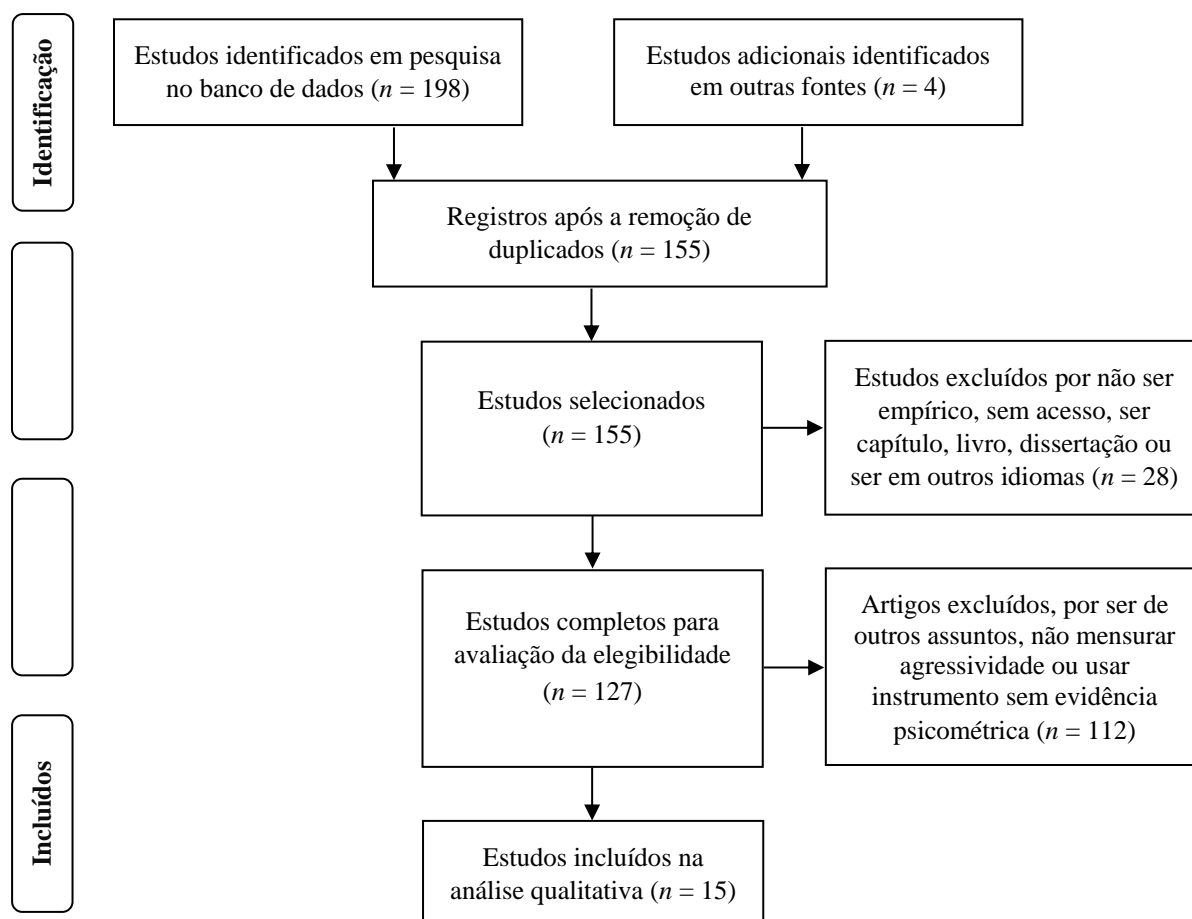 Identificação
Estudos identificados em pesquisa
no banco de dados (n = 198)
Estudos adicionais identificados
em outras fontes (n = 4)
Registros após a remoção de
duplicados (n = 155)
Estudos selecionados
(n = 155)
Estudos excluídos por não ser
empírico, sem acesso, ser
capítulo, livro, dissertação ou
ser em outros idiomas (n = 28)
Estudos completos para
avaliação da elegibilidade
(n = 127)
Artigos excluídos, por ser de
outros assuntos, não mensurar
agressividade ou usar
instrumento sem evidência
psicométrica (n = 112)
Incluídos
Estudos incluídos na
análise qualitativa (n = 15)